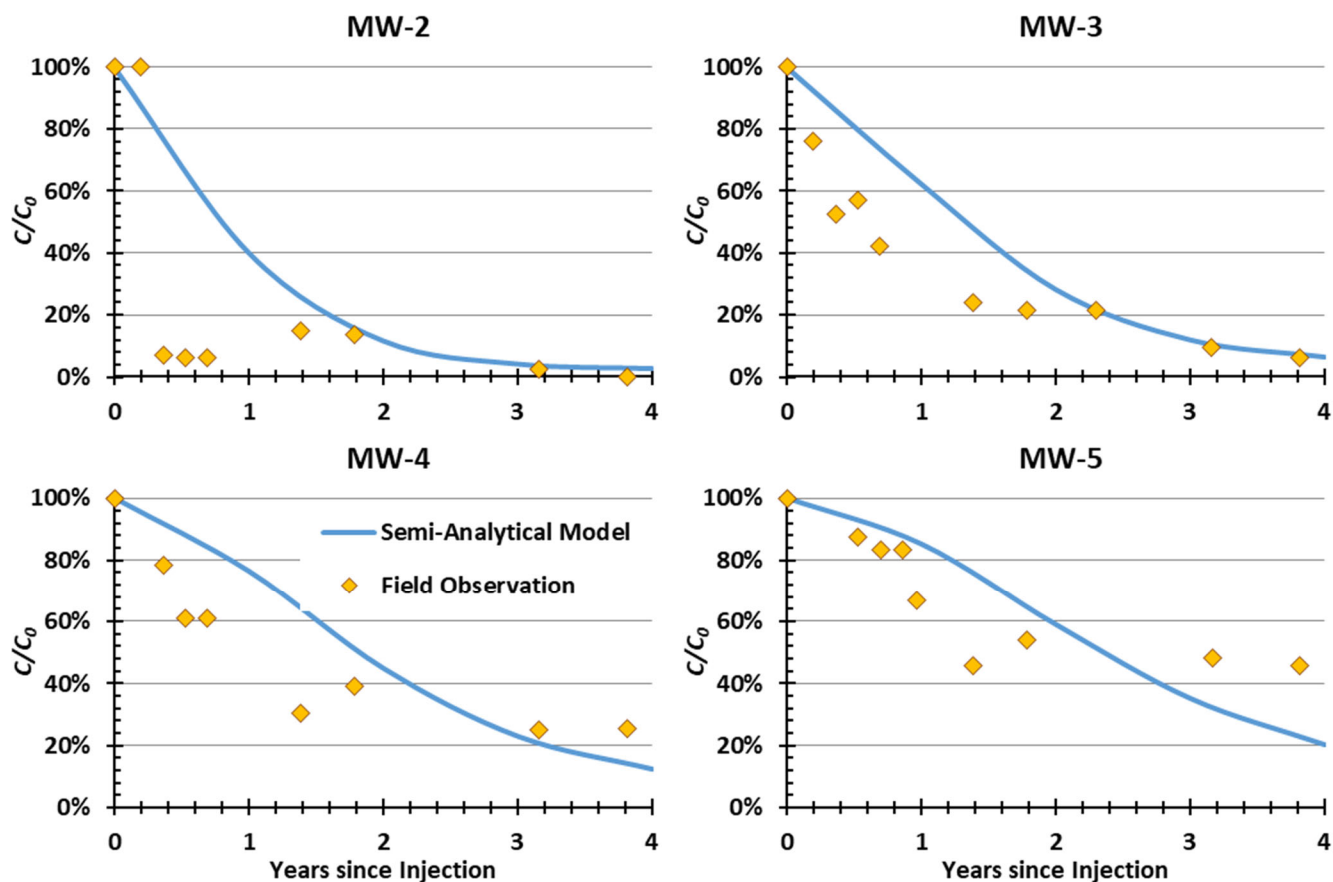 MW-2
100%
80%
60%
40%
20%
0%
C/C₀
0 1 2 3 4
MW-3
100%
80%
60%
40%
20%
0%
C/C₀
0 1 2 3 4
MW-4
100%
80%
60%
40%
20%
0%
C/C₀
Semi-Analytical Model
Field Observation
0 1 2 3 4
Years since Injection
MW-5
100%
80%
60%
40%
20%
0%
C/C₀
0 1 2 3 4
Years since Injection